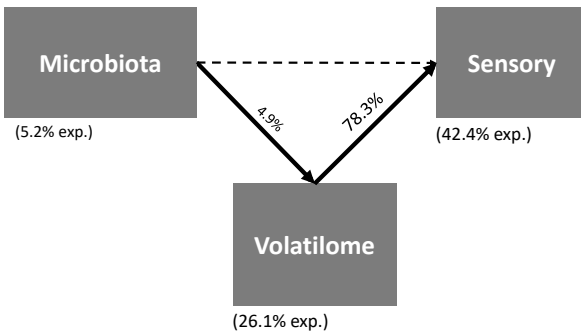 Microbiota
Sensory
(5.2% exp.)
4.9%
78.3%
(42.4% exp.)
Volatilome
(26.1% exp.)